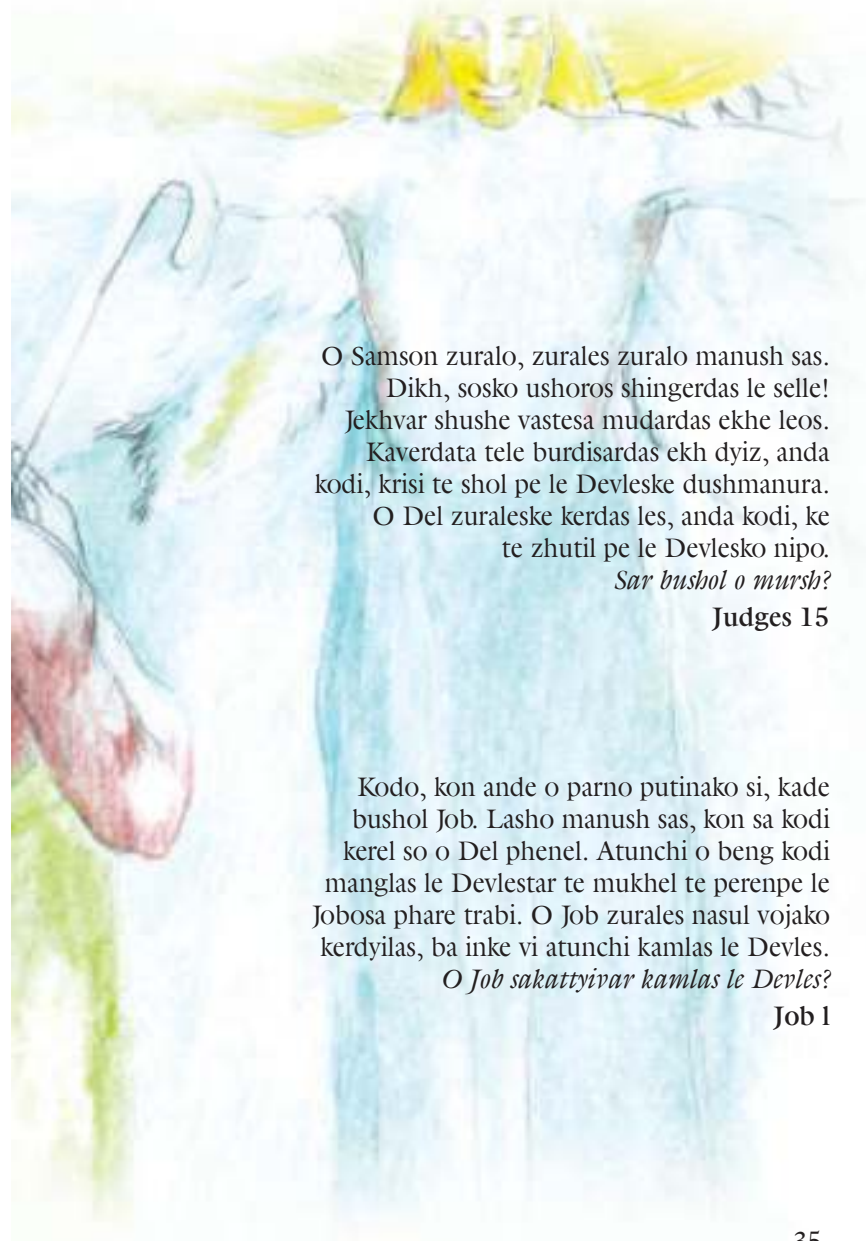 O Samson zuralo, zurales zuralo manush sas.
Dikh, sosko ushoros shingerdas le selle!
Jekhvar shushe vastesa mudardas ekhe leos.
Kaverdata tele burdisardas ekh dyiz, anda
kodi, krisi te shol pe le Devleske dushmanura.
O Del zuraleske kerdas les, anda kodi, ke
te zhutil pe le Devlesko nipo.
Sar bushol o mursh?
Judges 15
Kodo, kon ande o parno putinako si, kade
bushol Job. Lasho manush sas, kon sa kodi
kerel so o Del phenel. Atunchi o beng kodi
manglas le Devlestar te mukhel te perenpe le
Jobosa phare trabi. O Job zurales nasul vojako
kerdyilas, ba inke vi atunchi kamlas le Devles.
O Job sakattyivar kamlas le Devles?
Job l
35